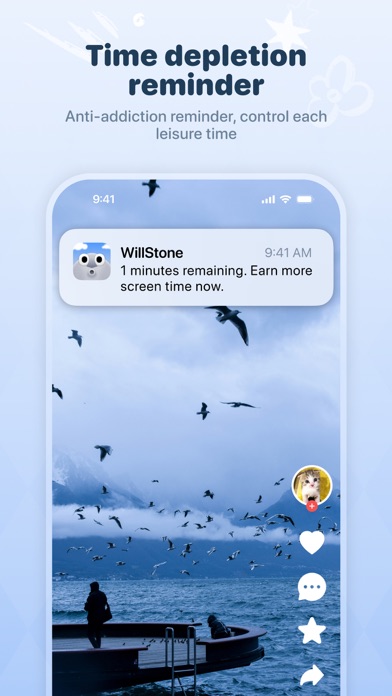 Time depletion
reminder
Anti-addiction reminder, control each
leisure time
9:41
WillStone 9:41 AM
1 minutes remaining. Earn more
screen time now.